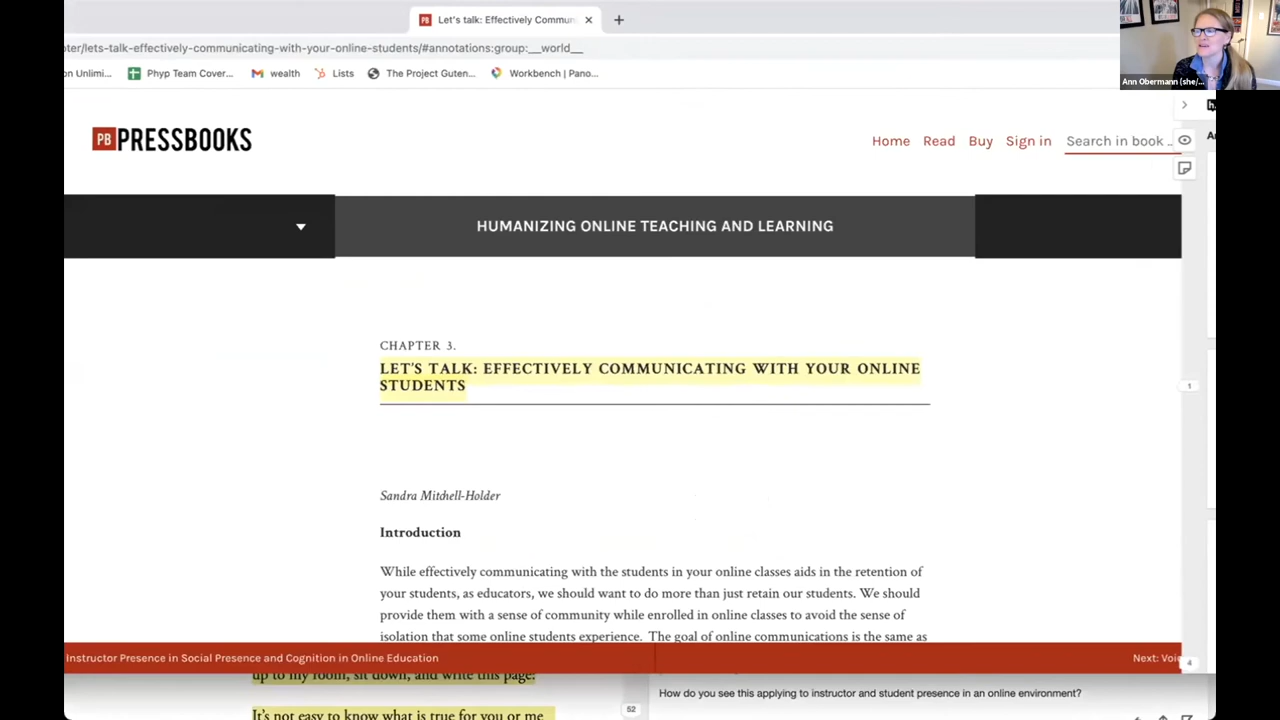 Let's talk: Effectively Commun
oter/lets-talk-effectively-communicating-with-your-online-students/#annotations:group:__world__
on Unlimi...
Phyp Team Cover...
wealth
Lists
The Project Guten...
Workbench | Pano...
Ann Obermann (she/...
PB PRESSBOOKS
Home
Read
Buy
Sign in
Search in book ..
HUMANIZING ONLINE TEACHING AND LEARNING
CHAPTER 3.
LET'S TALK: EFFECTIVELY COMMUNICATING WITH YOUR ONLINE
STUDENTS
1
Sandra Mitchell-Holder
Introduction
While effectively communicating with the students in your online classes aids in the retention of
your students, as educators, we should want to do more than just retain our students. We should
provide them with a sense of community while enrolled in online classes to avoid the sense of
isolation that some online students experience. The goal of online communications is the same as
Instructor Presence in Social Presence and Cognition in Online Education
Next: Voi
4
up to my room, sit down, and write this page:
How do you see this applying to instructor and student presence in an online environment?
52
It's not easy to know what is true for you or me